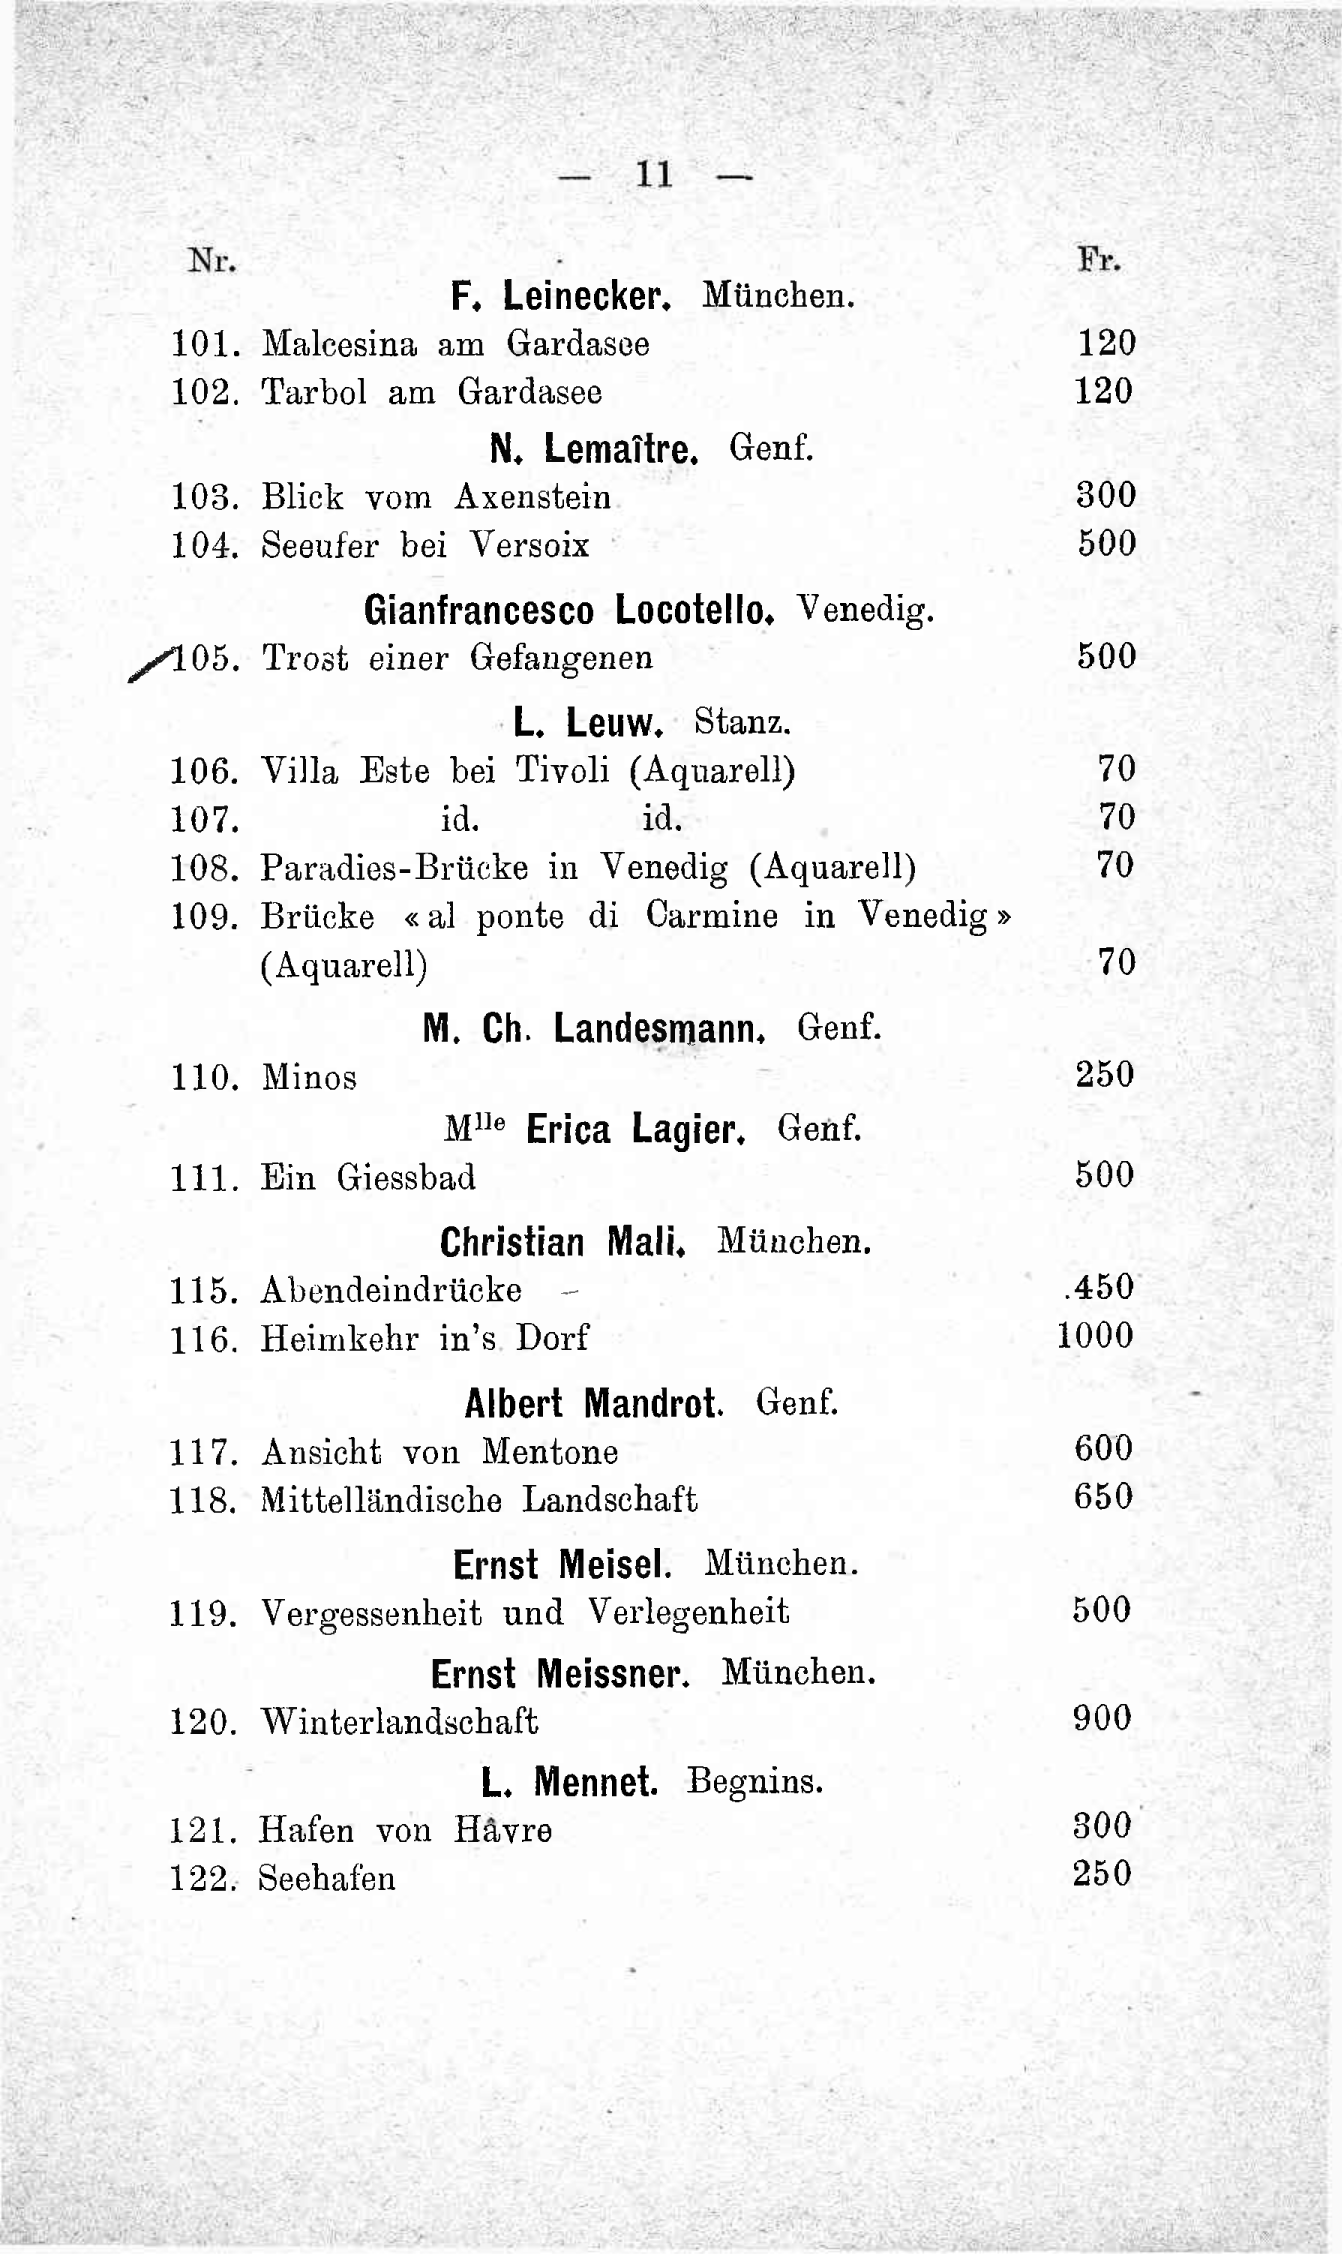 — 11 —
Nr. Fr.
F. Leinecker. München.
101. Malcesina am Gardasee 120
102. Tarbol am Gardasee 120
N. Lemaître. Genf.
103. Blick vom Axenstein 300
104. Seeufer bei Versoix 500
Gianfrancesco Locotello. Venedig.
105. Trost einer Gefangenen 500
L. Leuw. Stanz.
106. Villa Este bei Tivoli (Aquarell) 70
107. id. id. 70
108. Paradies-Brücke in Venedig (Aquarell) 70
109. Brücke « al ponte di Carmine in Venedig »
(Aquarell) 70
M. Ch. Landesmann. Genf.
110. Minos 250
Mlle Erica Lagier. Genf.
111. Ein Giessbad 500
Christian Mali. München.
115. Abendeindrücke 450
116. Heimkehr in's Dorf 1000
Albert Mandrot. Genf.
117. Ansicht von Mentone 600
118. Mittelländische Landschaft 650
Ernst Meisel. München.
119. Vergessenheit und Verlegenheit 500
Ernst Meissner. München.
120. Winterlandschaft 900
L. Mennet. Begnins.
121. Hafen von Hâvre 300
122. Seehafen 250